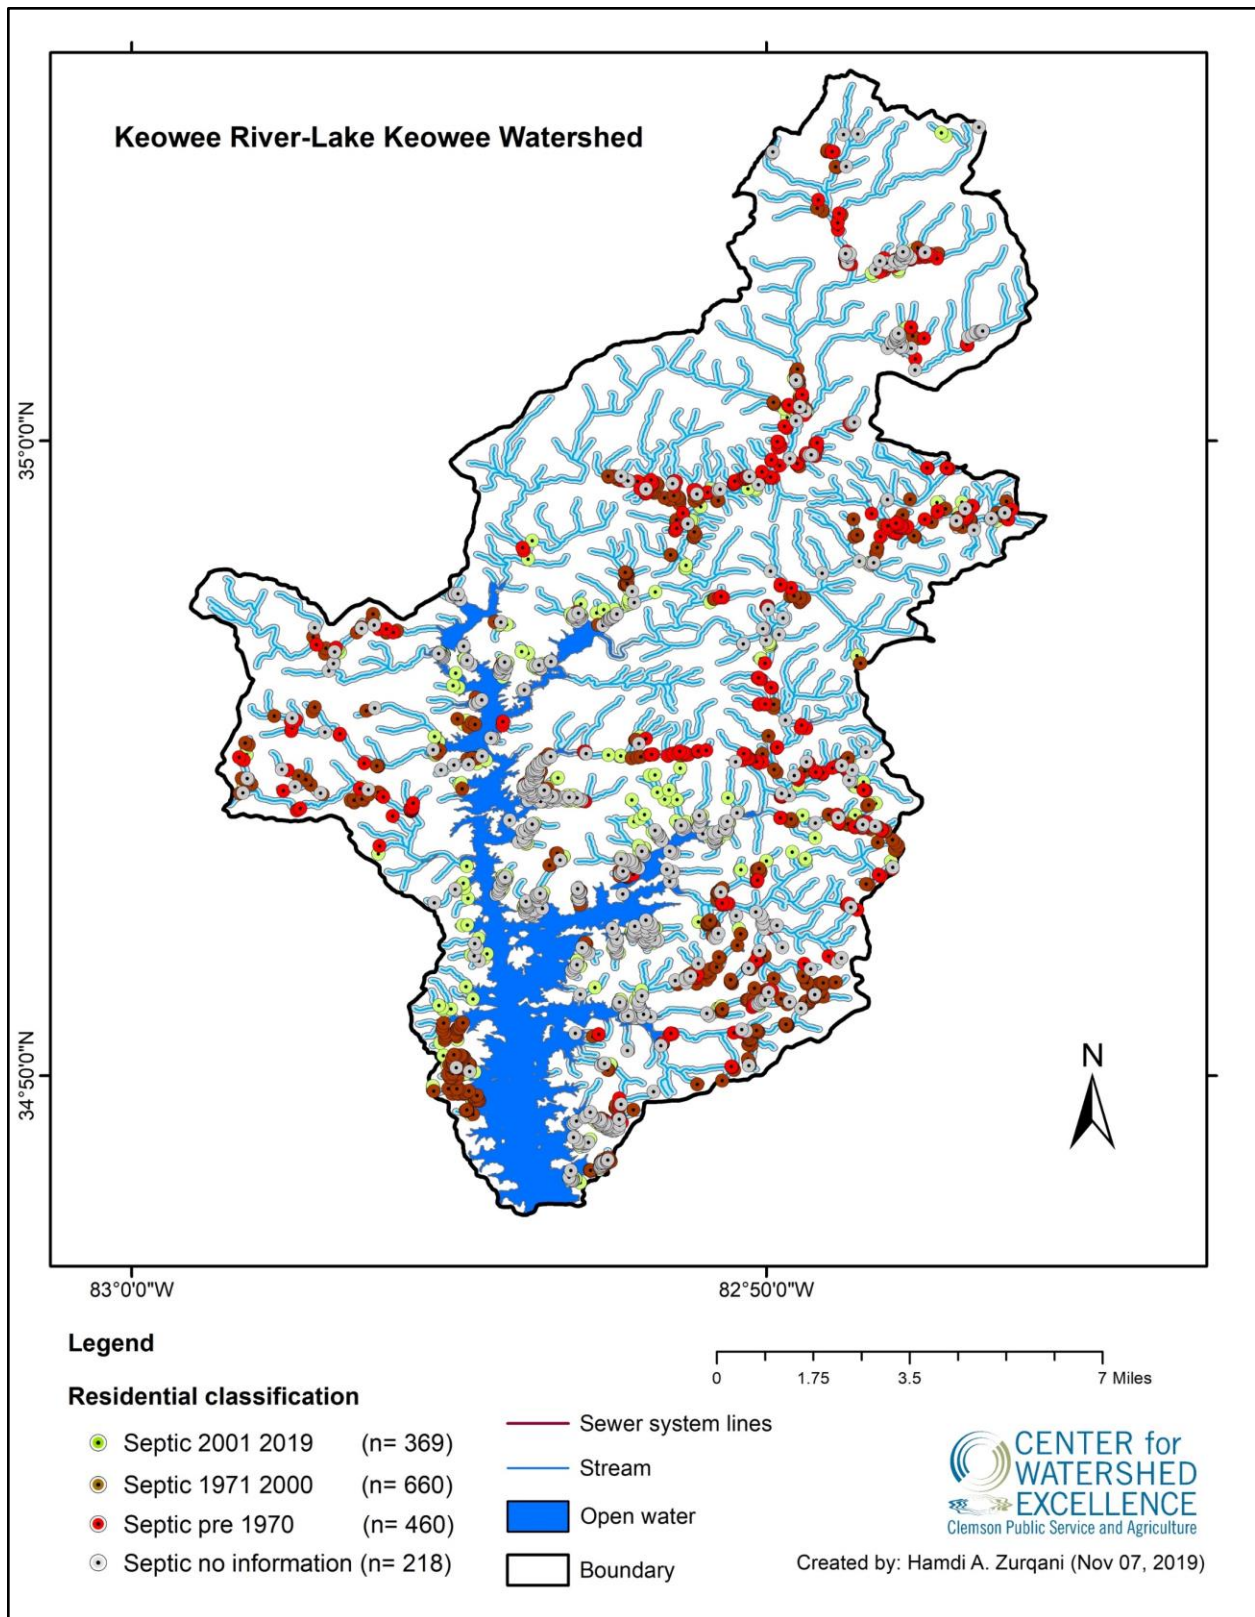 Keowee River-Lake Keowee Watershed
35°0'0"N
34°50'0"N
83°0'0"W
82°50'0"W
N
Legend
Residential classification
Septic 2001 2019 (n= 369)
Septic 1971 2000 (n= 660)
Septic pre 1970 (n= 460)
Septic no information (n= 218)
Sewer system lines
Stream
Open water
Boundary
0 1.75 3.5 7 Miles
CENTER for
WATERSHED
EXCELLENCE
Clemson Public Service and Agriculture
Created by: Hamdi A. Zurqani (Nov 07, 2019)